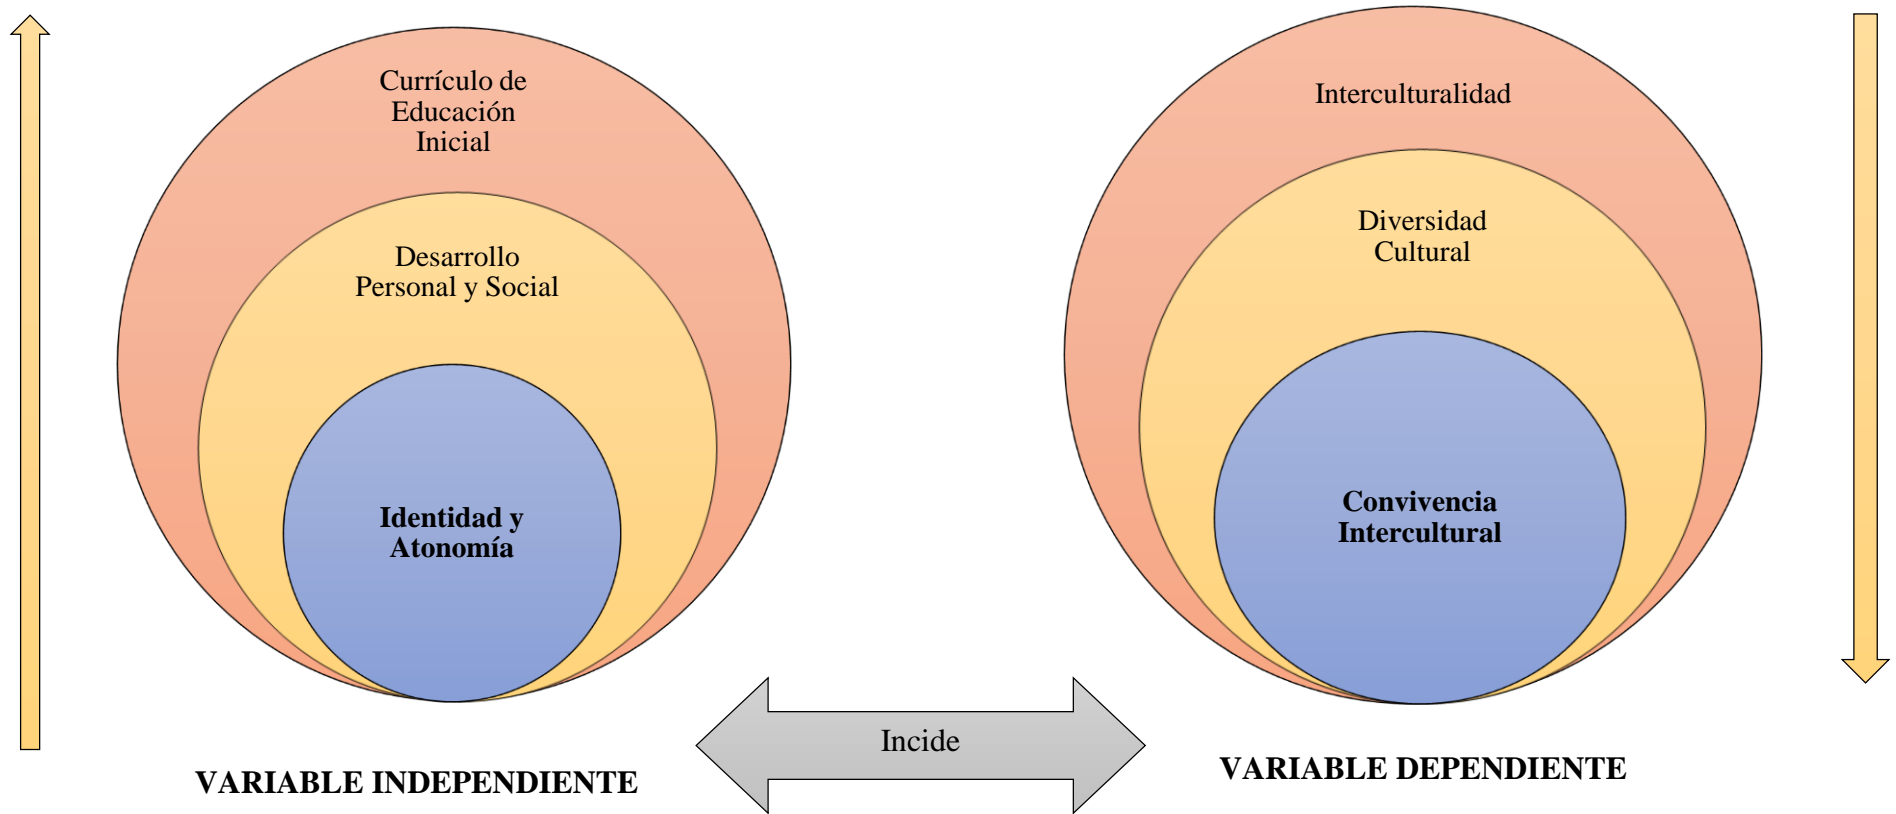 Currículo de
Educación
Inicial
Desarrollo
Personal y Social
Identidad y
Atonomía
VARIABLE INDEPENDIENTE
Incide
Interculturalidad
Diversidad
Cultural
Convivencia
Intercultural
VARIABLE DEPENDIENTE